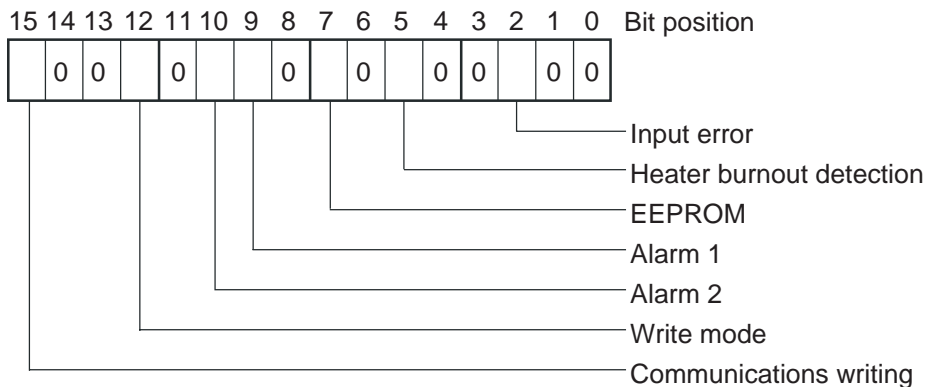 15 14 13 12 11 10 9 8 7 6 5 4 3 2 1 0 Bit position
0 0 0 0 0 0 0 0 0
Input error
Heater burnout detection
EEPROM
Alarm 1
Alarm 2
Write mode
Communications writing